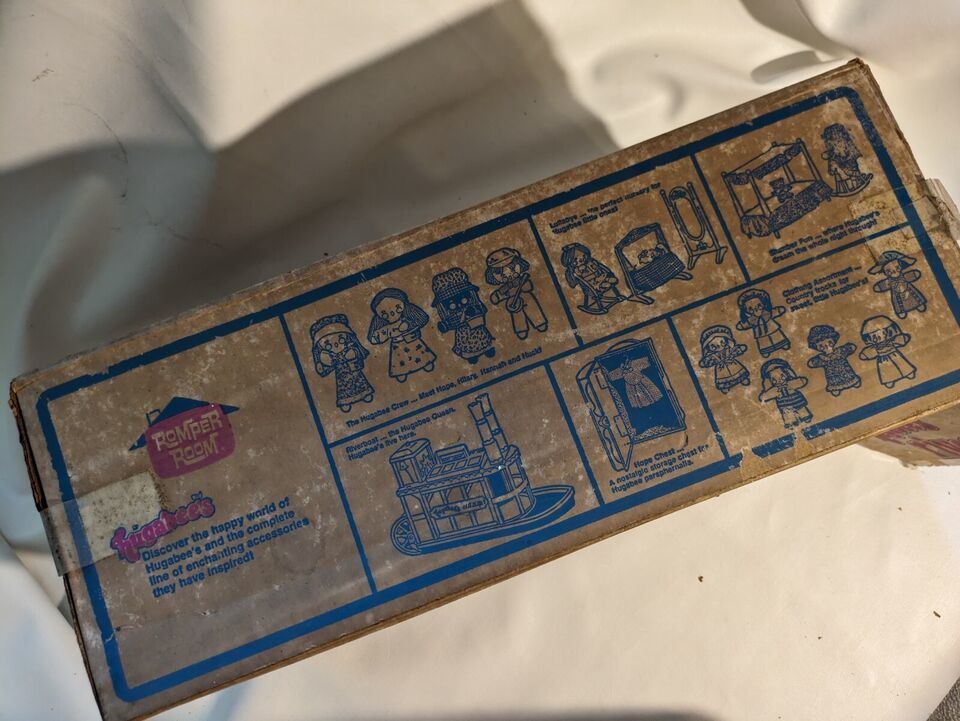 ROMPER
ROOM
hugabee's
Discover the happy world of
Hugabee's and the complete
line of enchanting accessories
they have inspired!
The Hugabee Crew ... Meet Hope, Hilary, Hannah and Huck!
Riverboat ... the Hugabee Queen.
Hugabee's live here.
Lullabye ... the perfect nursery for
Hugabee little ones!
Hope Chest ...
A nostalgic storage chest for
Hugabee paraphernalia.
Slumber Fun ... where Hugabee's
dream the whole night through!
Clothing Assortment ...
Country frocks for
sweet, little Hugabee's!